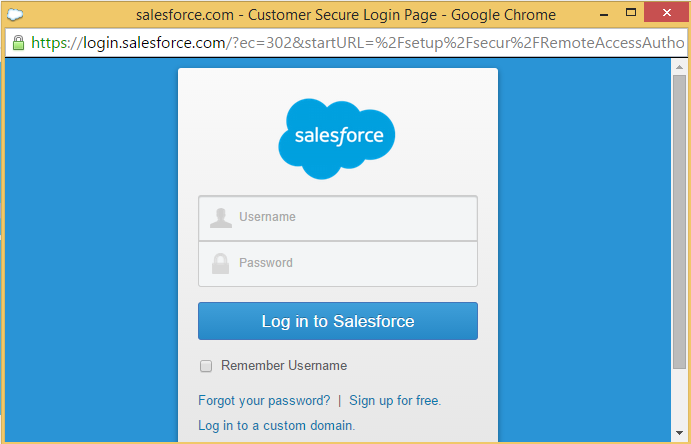 salesforce.com - Customer Secure Login Page - Google Chrome
https://login.salesforce.com/?ec=302&startURL=%2Fsetup%2Fsecur%2FRemoteAccessAutho
salesforce
Username
Password
Log in to Salesforce
Remember Username
Forgot your password? | Sign up for free.
Log in to a custom domain.